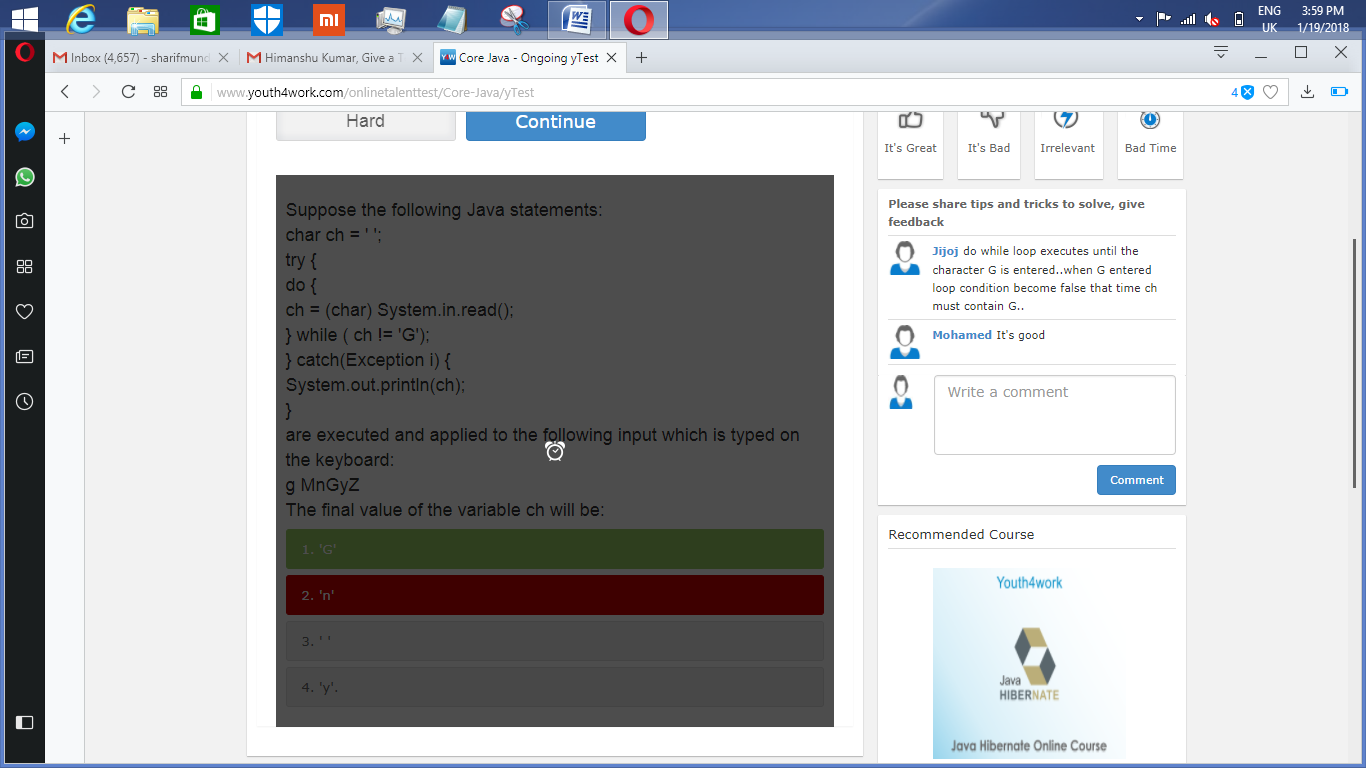 ENG
UK
3:59 PM
1/19/2018
Inbox (4,657) - sharifmund
Himanshu Kumar, Give a T
Core Java - Ongoing yTest
www.youth4work.com/onlinetalenttest/Core-Java/yTest
4
Hard
Continue
Suppose the following Java statements:
char ch = ' ';
try {
do {
ch = (char) System.in.read();
} while ( ch != 'G');
} catch(Exception i) {
System.out.println(ch);
}
are executed and applied to the following input which is typed on
the keyboard:
g MnGyZ
The final value of the variable ch will be:
1. 'G'
2. 'n'
3. ' '
4. 'y'.
It's Great
It's Bad
Irrelevant
Bad Time
Please share tips and tricks to solve, give
feedback
Jijoj do while loop executes until the
character G is entered..when G entered
loop condition become false that time ch
must contain G..
Mohamed It's good
Write a comment
Comment
Recommended Course
Youth4work
Java
HIBERNATE
Java Hibernate Online Course